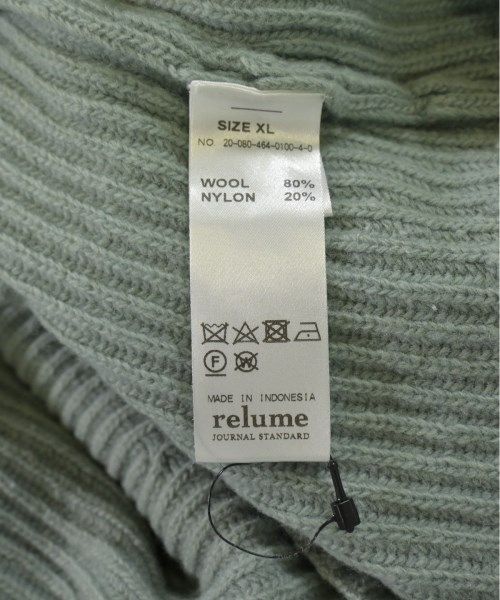 SIZE XL
NO 20-080-464-0100-4-0
WOOL 80%
NYLON 20%
F W
MADE IN INDONESIA
relume
JOURNAL STANDARD